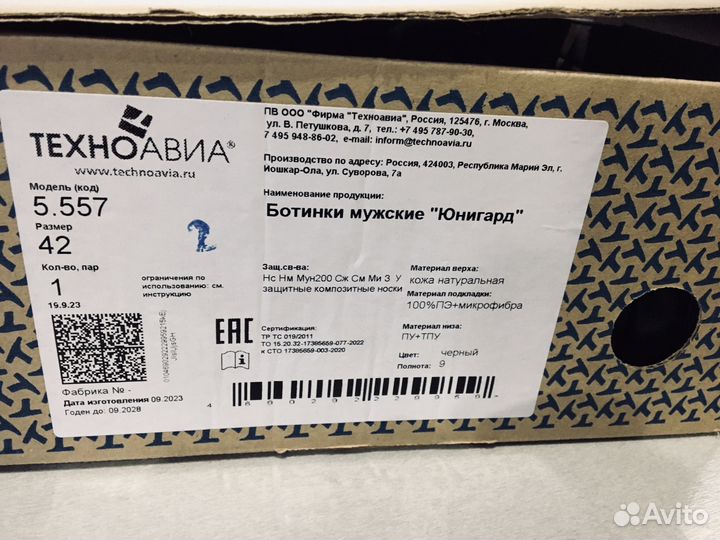 ТЕХНОАВИА®
www.technoavia.ru
Модель (код)
5.557
Размер
42
2
Кол-во, пар
1
19.9.23
ограничения по
использованию: см.
инструкцию
Фабрика № -
Дата изготовления 09.2023
Годен до: 09.2028
ПВ ООО "Фирма "Техноавиа", Россия, 125476, г. Москва,
ул. В. Петушкова, д. 7, тел.: +7 495 787-90-30,
7 495 948-86-02, e-mail: inform@technoavia.ru
Производство по адресу: Россия, 424003, Республика Марий Эл, г.
Йошкар-Ола, ул. Суворова, 7а
Наименование продукции:
Ботинки мужские "Юнигард"
Защ.св-ва:
Нс Нм Мун200 Сж См Ми З У
защитные композитные носки
Материал верха:
кожа натуральная
Материал подкладки:
100%ПЭ+микрофибра
EAC
Сертификация:
ТР ТС 019/2011
ТО 15.20.32-17385659-077-2022
к СТО 17385659-003-2020
Материал низа:
ПУ+ТПУ
Цвет: черный
Полнота: 9
Avito